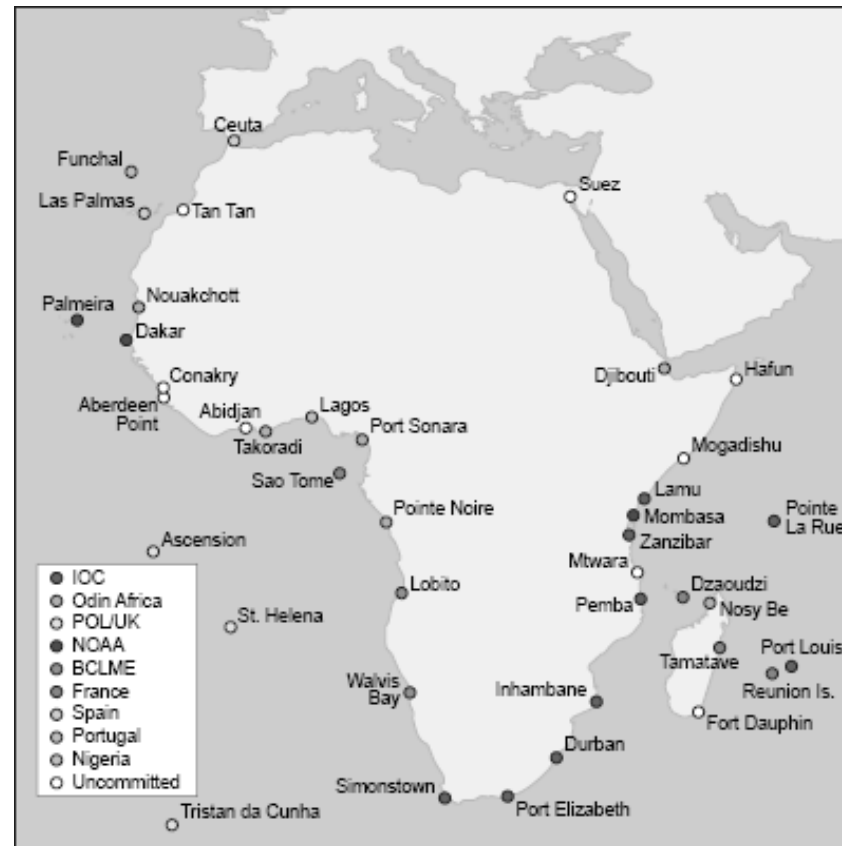 Ceuta
Funchal
Suez
Las Palmas
Tan Tan
Nouakchott
Palmeira
Dakar
Djibouti
Hafun
Conakry
Aberdeen
Point
Abidjan
Lagos
Takoradi
Port Sonara
Mogadishu
Sao Tome
Lamu
Mombasa
Zanzibar
Pointe
La Rue
Pointe Noire
Ascension
Mtwara
Dzaoudzi
Lobito
Pemba
Nosy Be
St. Helena
Tamatave
Port Louis
Reunion Is.
Walvis
Bay
Inhambane
Fort Dauphin
Durban
Simonstown
Port Elizabeth
Tristan da Cunha
IOC
Odin Africa
POL/UK
NOAA
BCLME
France
Spain
Portugal
Nigeria
Uncommitted